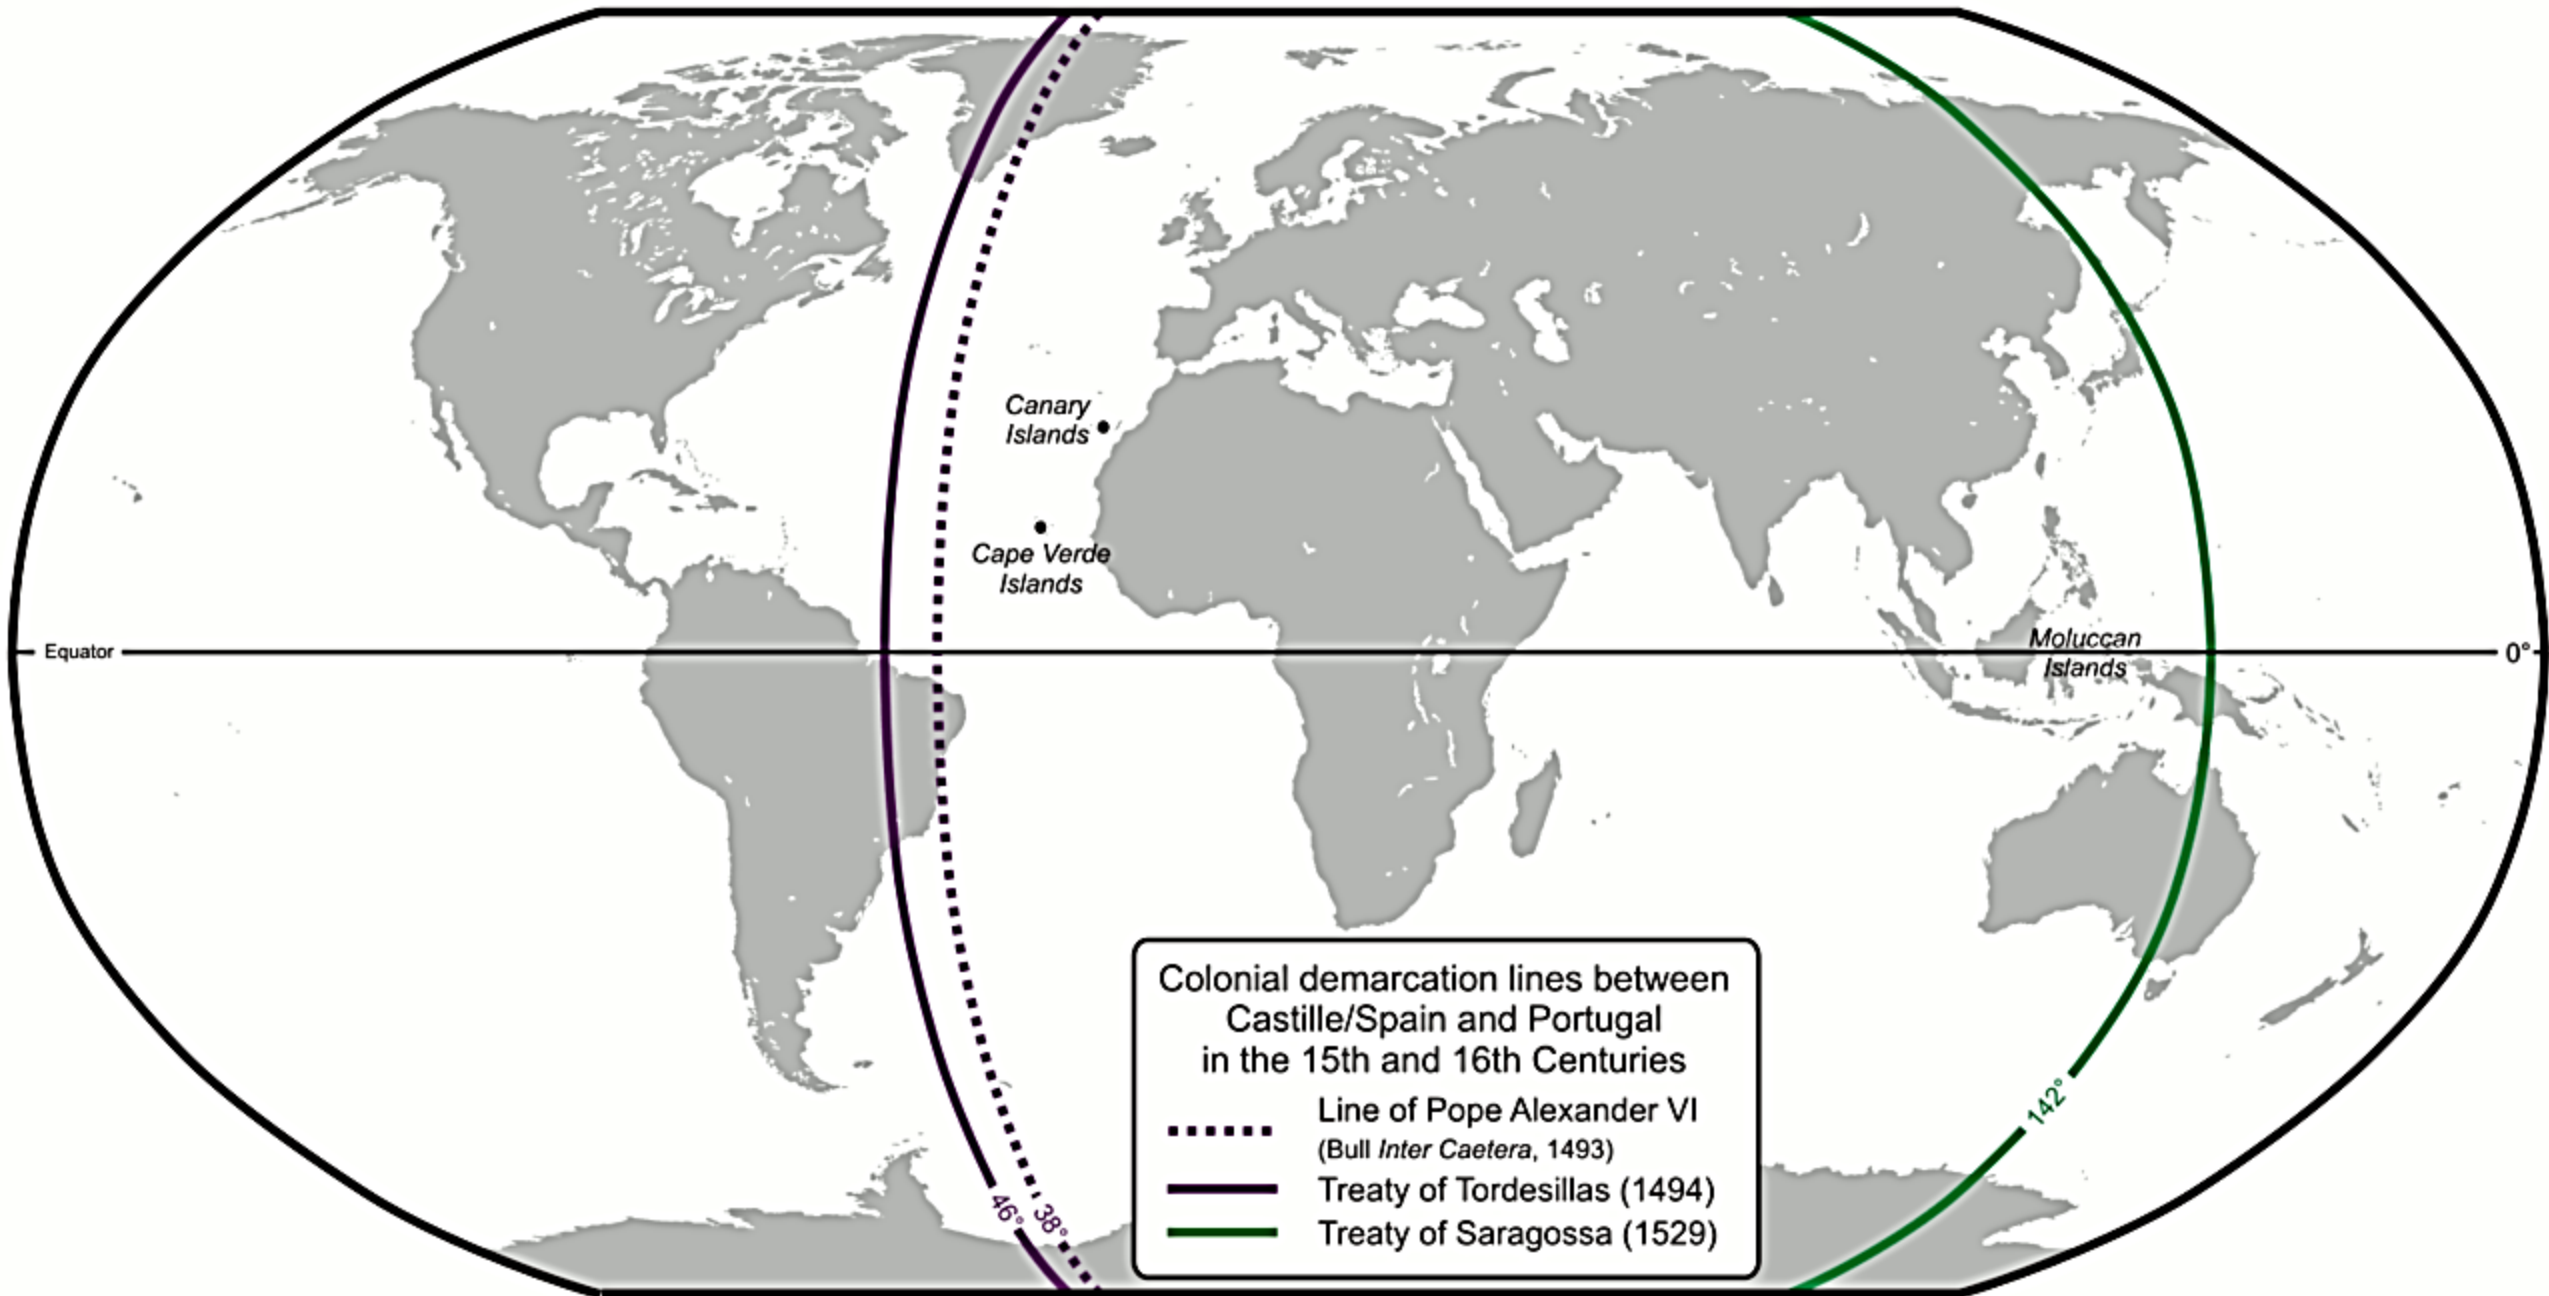 Canary
Islands
Cape Verde
Islands
Equator
Moluccan
Islands
0°
Colonial demarcation lines between
Castille/Spain and Portugal
in the 15th and 16th Centuries
Line of Pope Alexander VI
(Bull Inter Caetera, 1493)
Treaty of Tordesillas (1494)
Treaty of Saragossa (1529)
142°
46°
38°